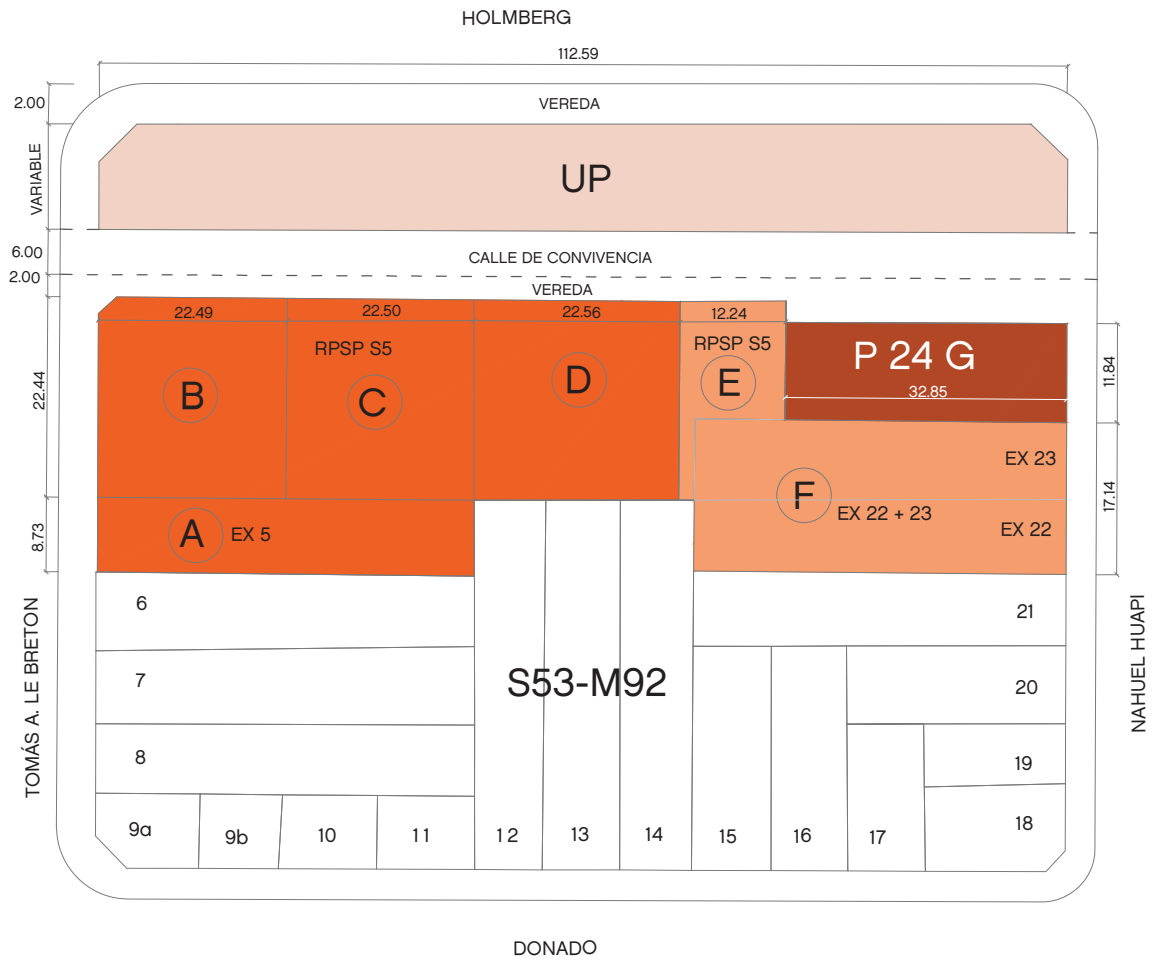 HOLMBERG
112.59
2.00
VEREDA
VARIABLE
UP
6.00
CALLE DE CONVIVENCIA
2.00
VEREDA
22.49
22.50
22.56
12.24
RPSP S5
RPSP S5
P 24 G
32.85
11.84
22.44
B
C
D
E
EX 23
F
EX 22 + 23
EX 22
17.14
8.73
A
EX 5
6
21
TOMÁS A. LE BRETON
S53-M92
NAHUEL HUAPI
7
20
8
19
9a
9b
10
11
12
13
14
15
16
17
18
DONADO